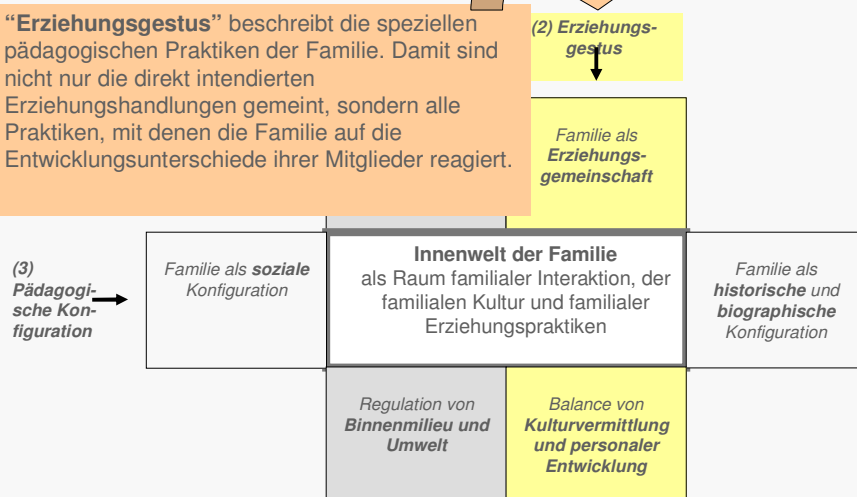 “Erziehungsgestus” beschreibt die speziellen
pädagogischen Praktiken der Familie. Damit sind
nicht nur die direkt intendierten
Erziehungshandlungen gemeint, sondern alle
Praktiken, mit denen die Familie auf die
Entwicklungsunterschiede ihrer Mitglieder reagiert.
(2) Erziehungs-
gestus
Familie als
Erziehungs-
gemeinschaft
(3)
Pädagogi-
sche Kon-
figuration
Familie als soziale
Konfiguration
Innenwelt der Familie
als Raum familialer Interaktion, der
familialen Kultur und familialer
Erziehungspraktiken
Familie als
historische und
biographische
Konfiguration
Regulation von
Binnenmilieu und
Umwelt
Balance von
Kulturvermittlung
und personaler
Entwicklung